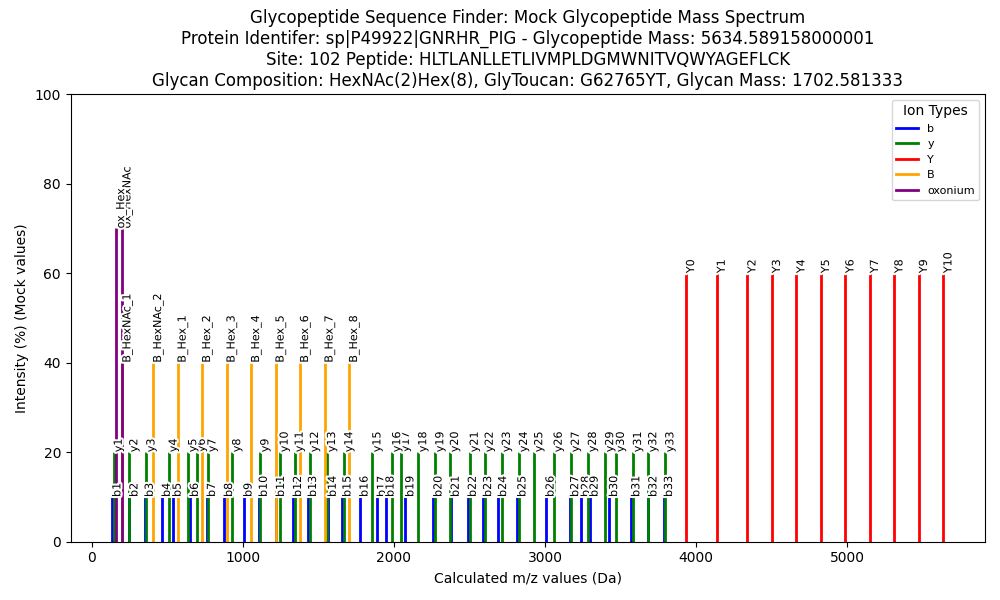 Glycopeptide Sequence Finder: Mock Glycopeptide Mass Spectrum
Protein Identifer: sp|P49922|GNRHR_PIG - Glycopeptide Mass: 5634.589158000001
Site: 102 Peptide: HLTLANLLETLIVMPLDGMWNITVQWYAGEFLCK
Glycan Composition: HexNAc(2)Hex(8), GlyToucan: G62765YT, Glycan Mass: 1702.581333
100
80
60
40
20
0
Intensity (%) (Mock values)
Ion Types
b
y
Y
B
oxonium
ox_Hex
ox_HexNAc
Y0 Y1 Y2 Y3 Y4 Y5 Y6 Y7 Y8 Y9 Y10
B_HexNAc_1 B_HexNAc_2 B_Hex_1 B_Hex_2 B_Hex_3 B_Hex_4 B_Hex_5 B_Hex_6 B_Hex_7 B_Hex_8
y1 y2 y3 y4 y5 y6 y7 y8 y9 y10 y11 y12 y13 y14 y15 y16 y17 y18 y19 y20 y21 y22 y23 y24 y25 y26 y27 y28 y29 y30 y31 y32 y33
b1 b2 b3 b4 b5 b6 b7 b8 b9 b10 b11 b12 b13 b14 b15 b16 b17 b18 b19 b20 b21 b22 b23 b24 b25 b26 b27 b28 b29 b30 b31 b32 b33
0 1000 2000 3000 4000 5000
Calculated m/z values (Da)